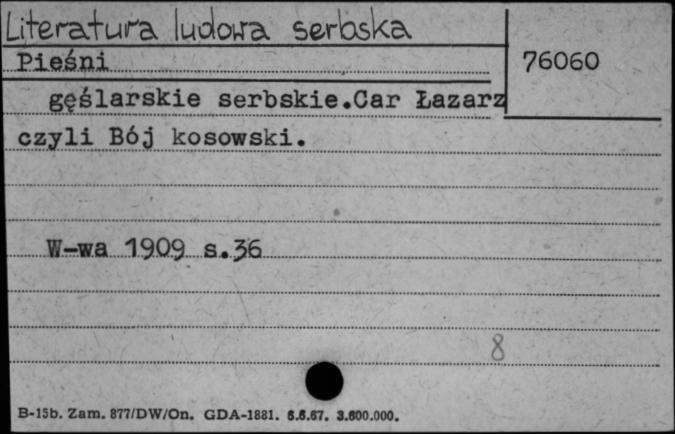 Literatura ludowa serbska
Pieśni
76060
gęślarskie serbskie.Car Łazarz
czyli Bój kosowski.
W-wa 1909 s.36
8
B-15b. Zam. 877/DW/On. GDA-1881. 6.6.67. 3.600.000.